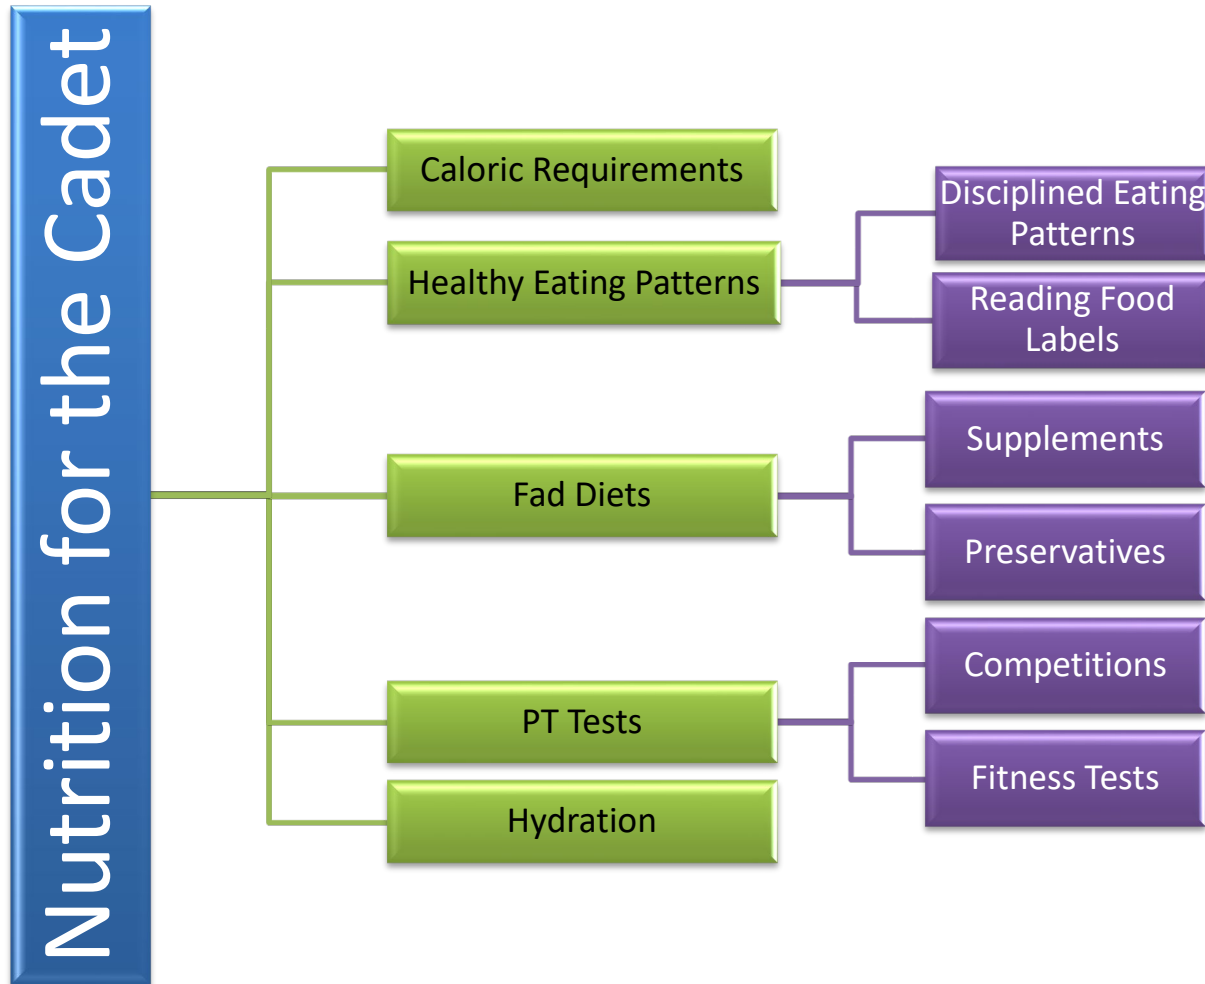 Nutrition for the Cadet
Caloric Requirements
Healthy Eating Patterns
Disciplined Eating
Patterns
Reading Food
Labels
Fad Diets
Supplements
Preservatives
PT Tests
Competitions
Fitness Tests
Hydration